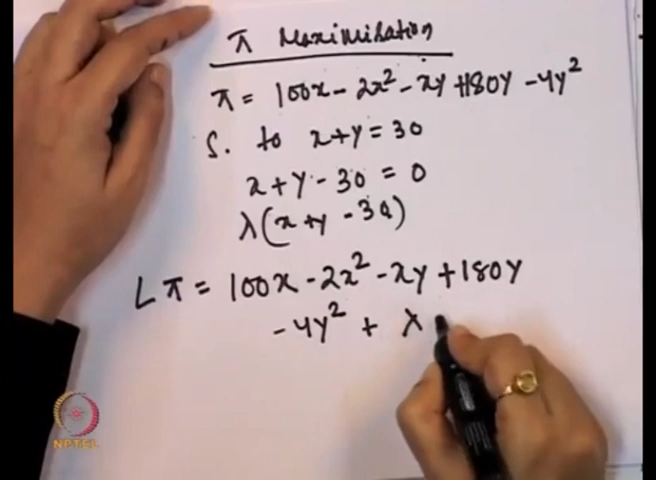 π Maximization
π = 100x - 2x² - xy + 180y - 4y²
S. to x+y = 30
x + y - 30 = 0
λ(x+y - 30)
Lπ = 100x - 2x² - xy + 180y
- 4y² + λ
NPTEL